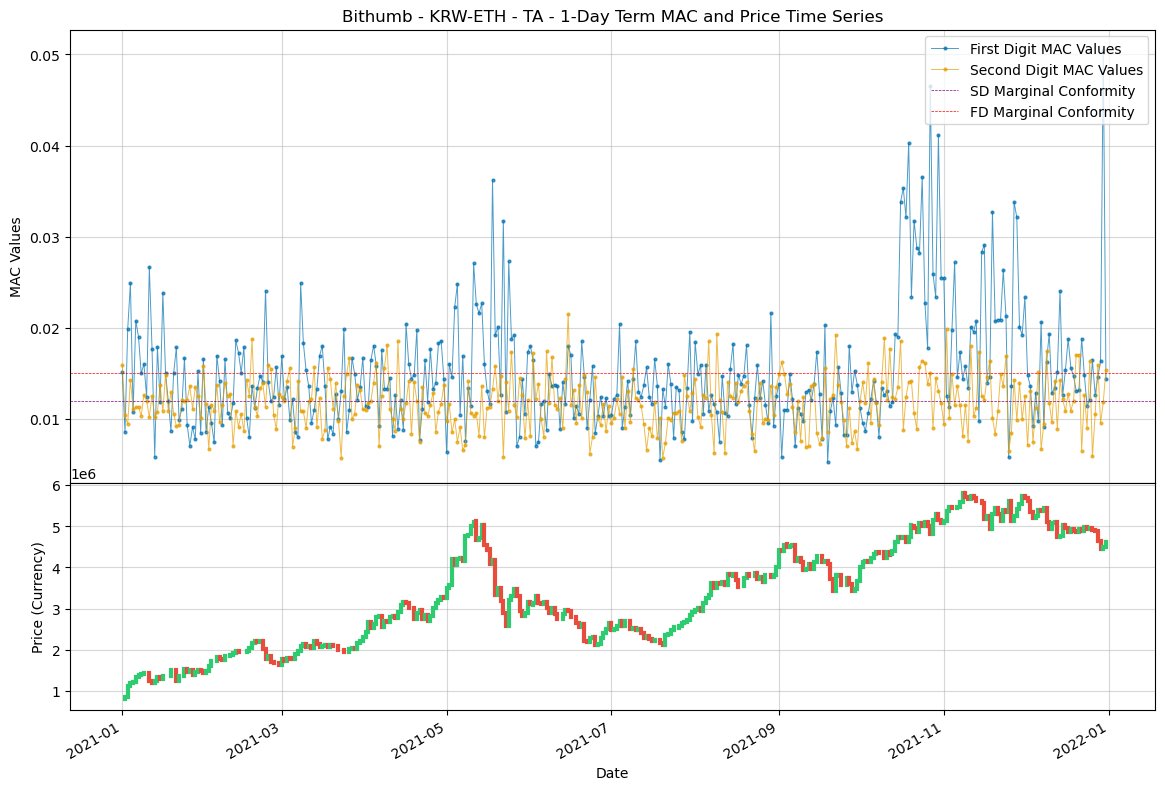 Bithumb - KRW-ETH - TA - 1-Day Term MAC and Price Time Series
First Digit MAC Values
Second Digit MAC Values
SD Marginal Conformity
FD Marginal Conformity
MAC Values
0.05
0.04
0.03
0.02
0.01
1e6
Price (Currency)
6
5
4
3
2
1
2021-01
2021-03
2021-05
2021-07
2021-09
2021-11
2022-01
Date